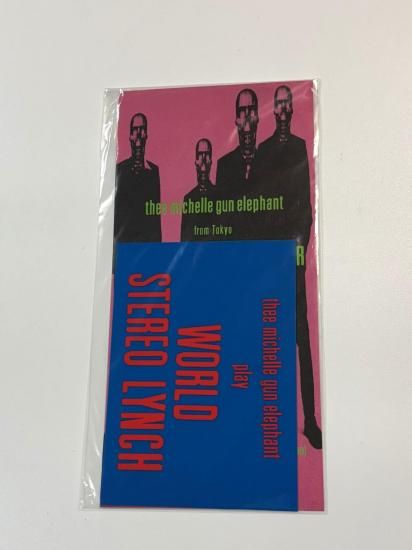 thee michelle gun elephant
from Tokyo
R
thee michelle gun elephant
play
WORLD
STEREO LYNCH